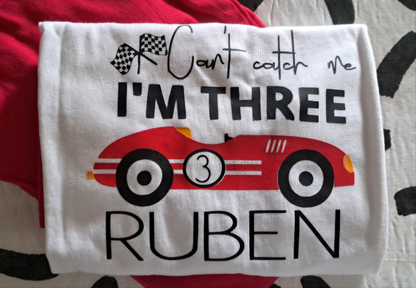 Can't catch me
I'M THREE
3
RUBEN